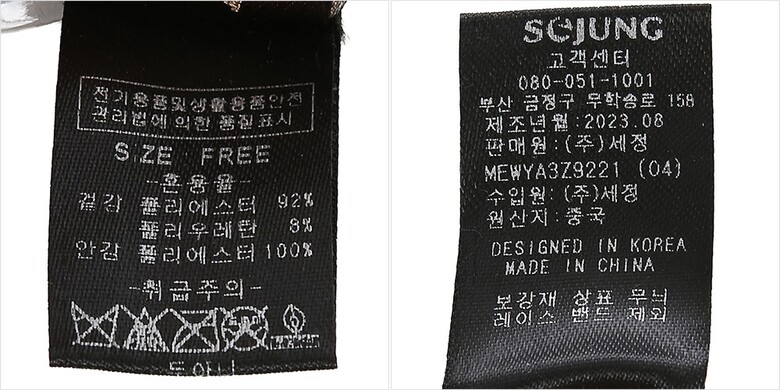 전기용품및생활용품안전
관리법에 의한 품질표시
SIZE FREE
-혼용율-
겉감 폴리에스터 92%
폴리우레탄 8%
안감 폴리에스터 100%
-취급주의-
드라이
SEJUNG
고객센터
080-051-1001
부산 금정구 무학송로 158
제조년월:2023.08
판매원:(주)세정
MEWYA3Z9221 (04)
수입원:(주)세정
원산지:중국
DESIGNED IN KOREA
MADE IN CHINA
보강재 상표 무늬
레이스 밴드 제외